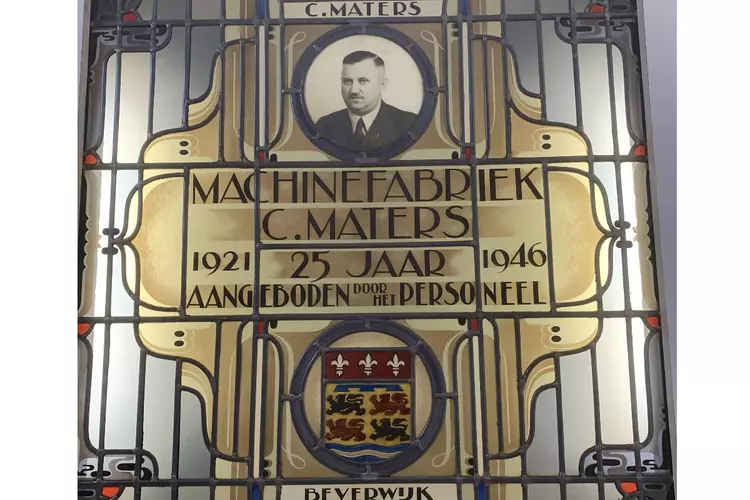 C. MATERS
MACHINEFABRIEK
C. MATERS
1921 25 JAAR 1946
AANGEBODEN DOOR HET PERSONEEL
BEVERWIJK